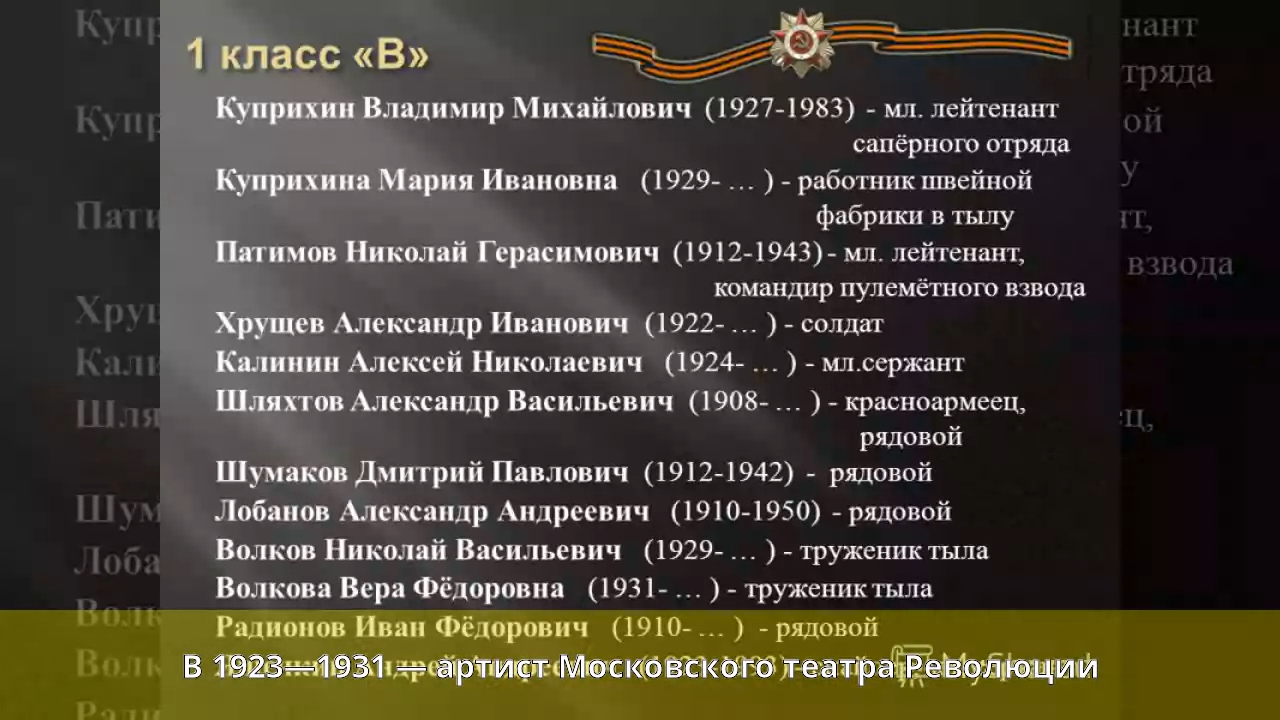 1 класс «В»
Куприхин Владимир Михайлович (1927-1983) - мл. лейтенант
сапёрного отряда
Куприхина Мария Ивановна (1929- … ) - работник швейной
фабрики в тылу
Патимов Николай Герасимович (1912-1943) - мл. лейтенант,
командир пулемётного взвода
Хрущев Александр Иванович (1922- … ) - солдат
Калинин Алексей Николаевич (1924- … ) - мл.сержант
Шляхтов Александр Васильевич (1908- … ) - красноармеец,
рядовой
Шумаков Дмитрий Павлович (1912-1942) - рядовой
Лобанов Александр Андреевич (1910-1950) - рядовой
Волков Николай Васильевич (1929- … ) - труженик тыла
Волкова Вера Фёдоровна (1931- … ) - труженик тыла
Радионов Иван Фёдорович (1910- … ) - рядовой
В 1923—1931 — артист Московского театра Революции